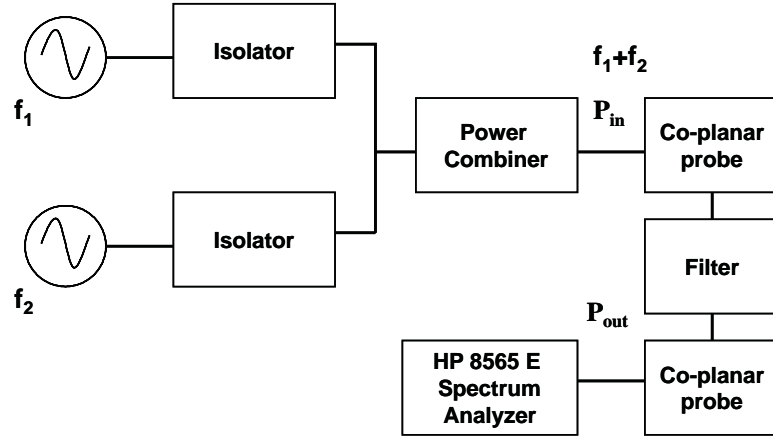 Isolator
f1
f1+f2
Pin
Power
Combiner
Co-planar
probe
Isolator
f2
Filter
Pout
HP 8565 E
Spectrum
Analyzer
Co-planar
probe